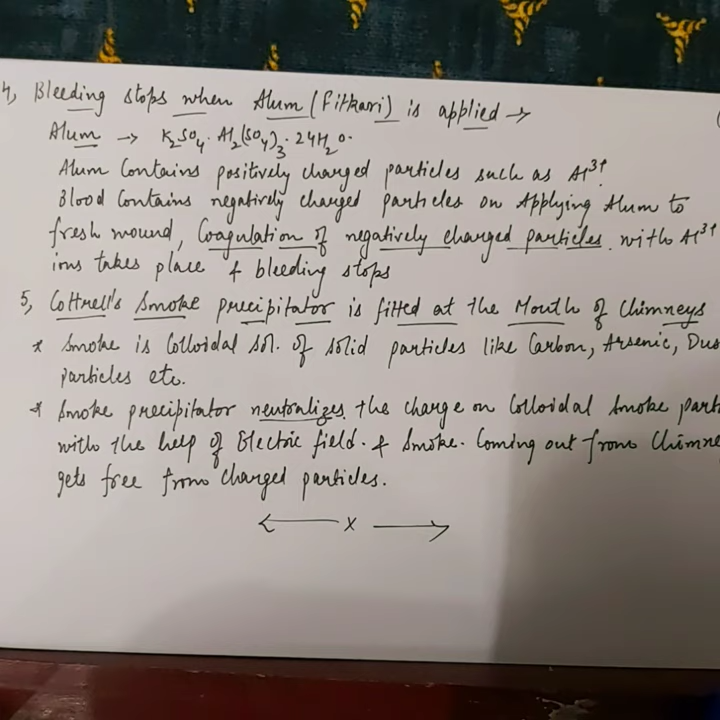 4, Bleeding stops when Alum (Fitkari) is applied →
Alum → K₂SO₄. Al₂(SO₄)₃. 24H₂O.
Alum Contains positively charged particles such as Al³⁺.
Blood Contains negatively charged particles on Applying Alum to
fresh wound, Coagulation of negatively charged particles with Al³⁺
ions takes place & bleeding stops
5, Cottrell's Smoke precipitator is fitted at the Mouth of Chimneys
* Smoke is Colloidal Sol. of solid particles like Carbon, Arsenic, Dus
Particles etc.
* Smoke precipitator neutralizes the charge on Colloidal Smoke part
with the help of Electric field. & Smoke. Coming out from Chimne
gets free from Charged particles.
← x →